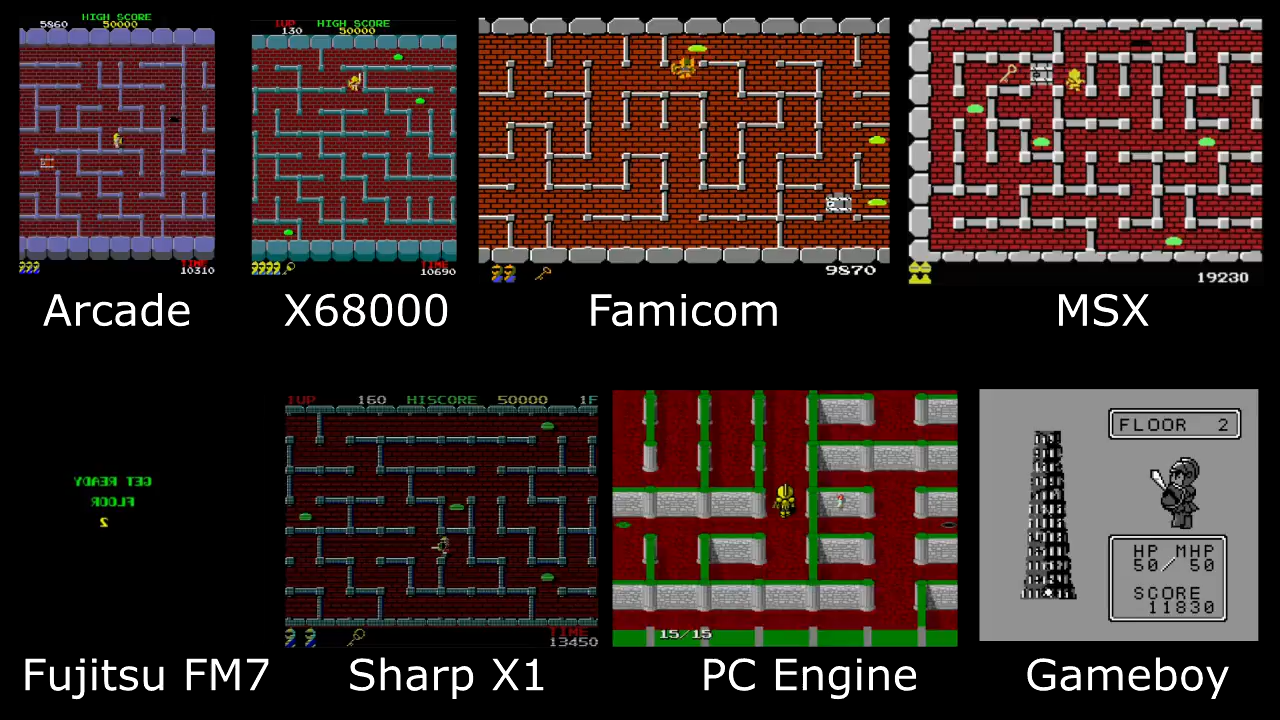 HIGH SCORE
5860 50000
TIME
10310
Arcade
1UP HIGH SCORE
130 50000
TIME
10690
X68000
9870
Famicom
19230
MSX
GET READY
FLOOR
2
Fujitsu FM7
1UP 160 HISCORE 50000 1F
TIME
13450
Sharp X1
15/15
PC Engine
FLOOR 2
HP MHP
50/ 50
SCORE
11830
Gameboy